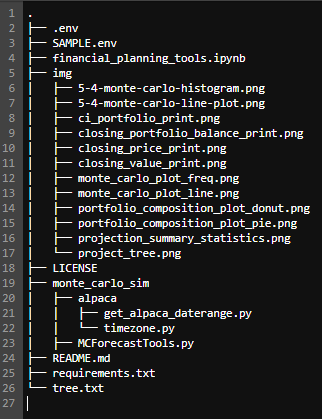 1 .
2 ├── .env
3 ├── SAMPLE.env
4 ├── financial_planning_tools.ipynb
5 ├── img
6 │   ├── 5-4-monte-carlo-histogram.png
7 │   ├── 5-4-monte-carlo-line-plot.png
8 │   ├── ci_portfolio_print.png
9 │   ├── closing_portfolio_balance_print.png
10 │   ├── closing_price_print.png
11 │   ├── closing_value_print.png
12 │   ├── monte_carlo_plot_freq.png
13 │   ├── monte_carlo_plot_line.png
14 │   ├── portfolio_composition_plot_donut.png
15 │   ├── portfolio_composition_plot_pie.png
16 │   ├── projection_summary_statistics.png
17 │   └── project_tree.png
18 ├── LICENSE
19 ├── monte_carlo_sim
20 │   ├── alpaca
21 │   │   ├── get_alpaca_daterange.py
22 │   │   └── timezone.py
23 │   ├── MCForecastTools.py
24 ├── README.md
25 ├── requirements.txt
26 └── tree.txt
27